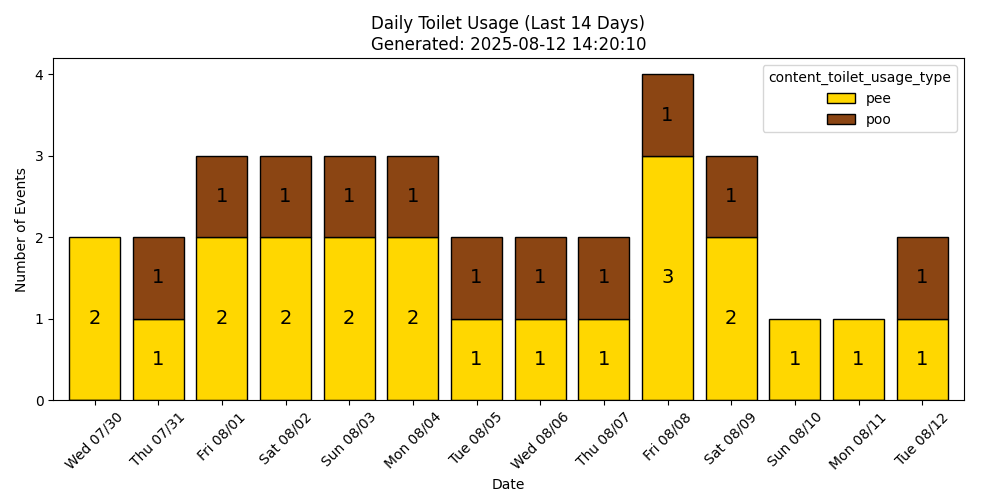 Daily Toilet Usage (Last 14 Days)
Generated: 2025-08-12 14:20:10
content_toilet_usage_type
pee
poo
Number of Events
4
3
2
1
0
1
1 1 1 1 1
1 1 1 1
3
1
2 2 2 2 2 2
1 1 1 1 1 1 1
Wed 07/30
Thu 07/31
Fri 08/01
Sat 08/02
Sun 08/03
Mon 08/04
Tue 08/05
Wed 08/06
Thu 08/07
Fri 08/08
Sat 08/09
Sun 08/10
Mon 08/11
Tue 08/12
Date